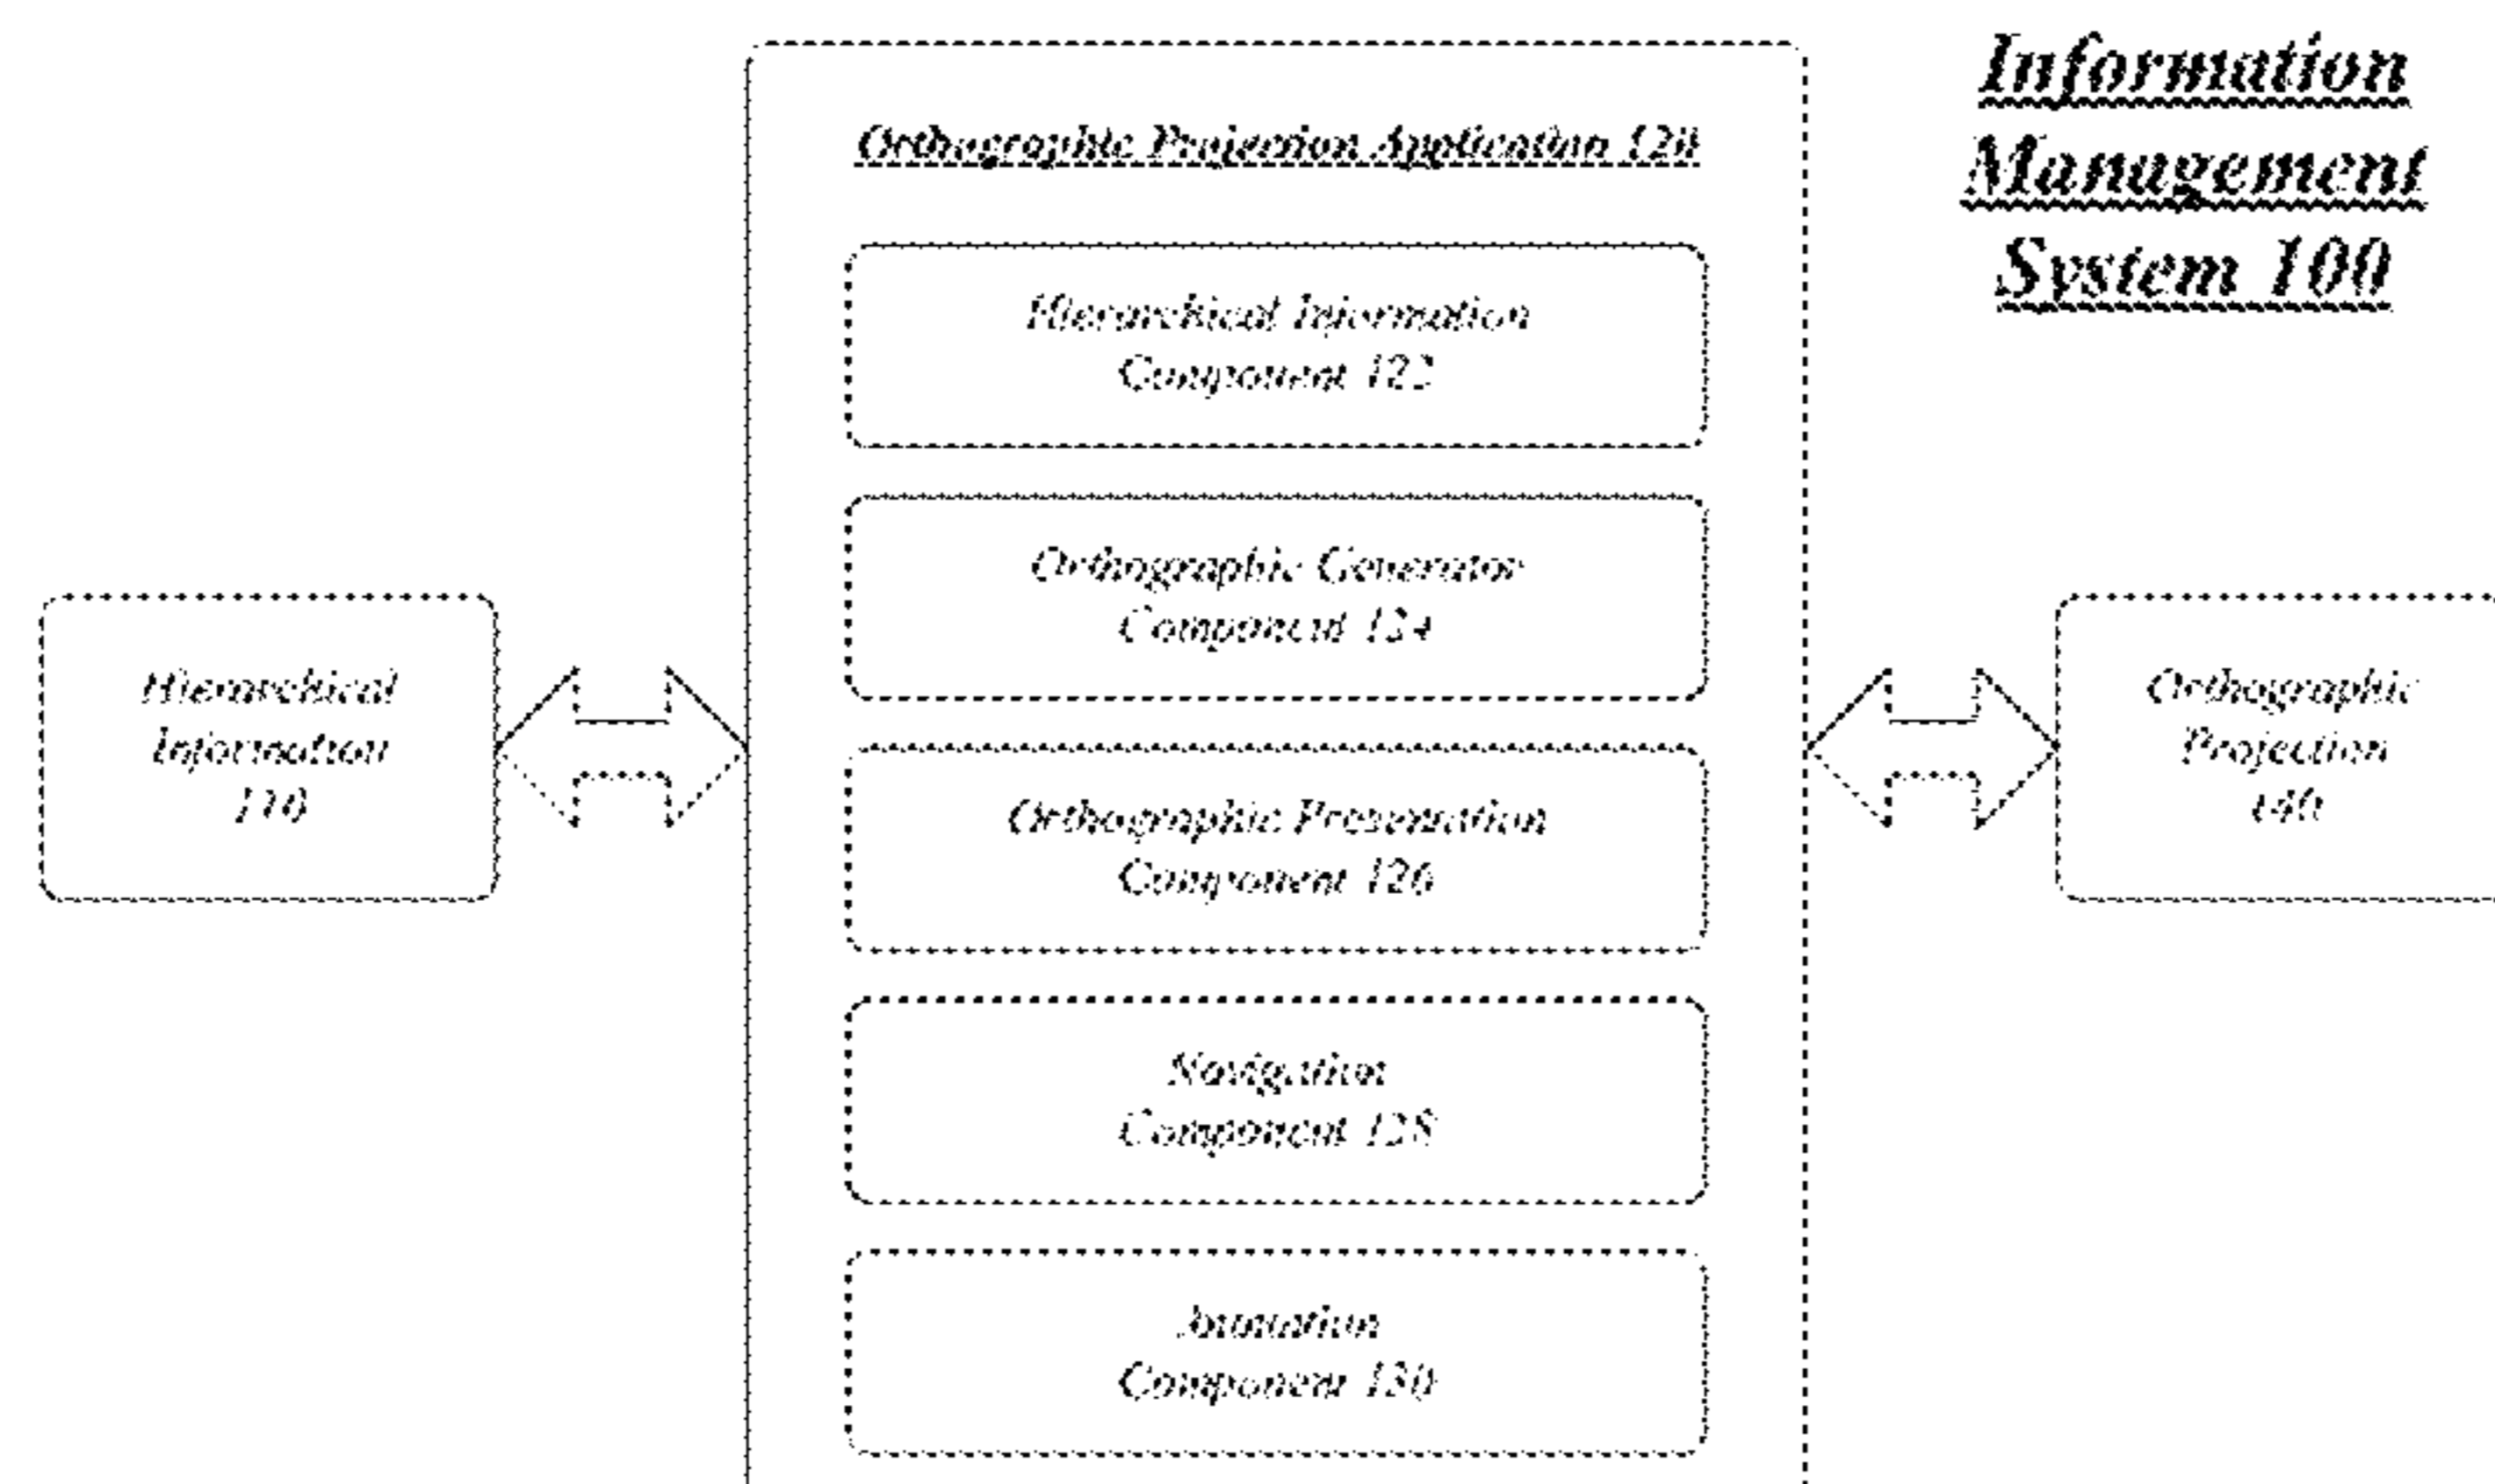 Information
Management
System 100
Orthographic Projection Application 120
Hierarchical Information
Component 122
Orthographic Generator
Component 124
Orthographic Presentation
Component 126
Navigation
Component 128
Component 130
Hierarchical
Information
110
Orthographic
Projection
140